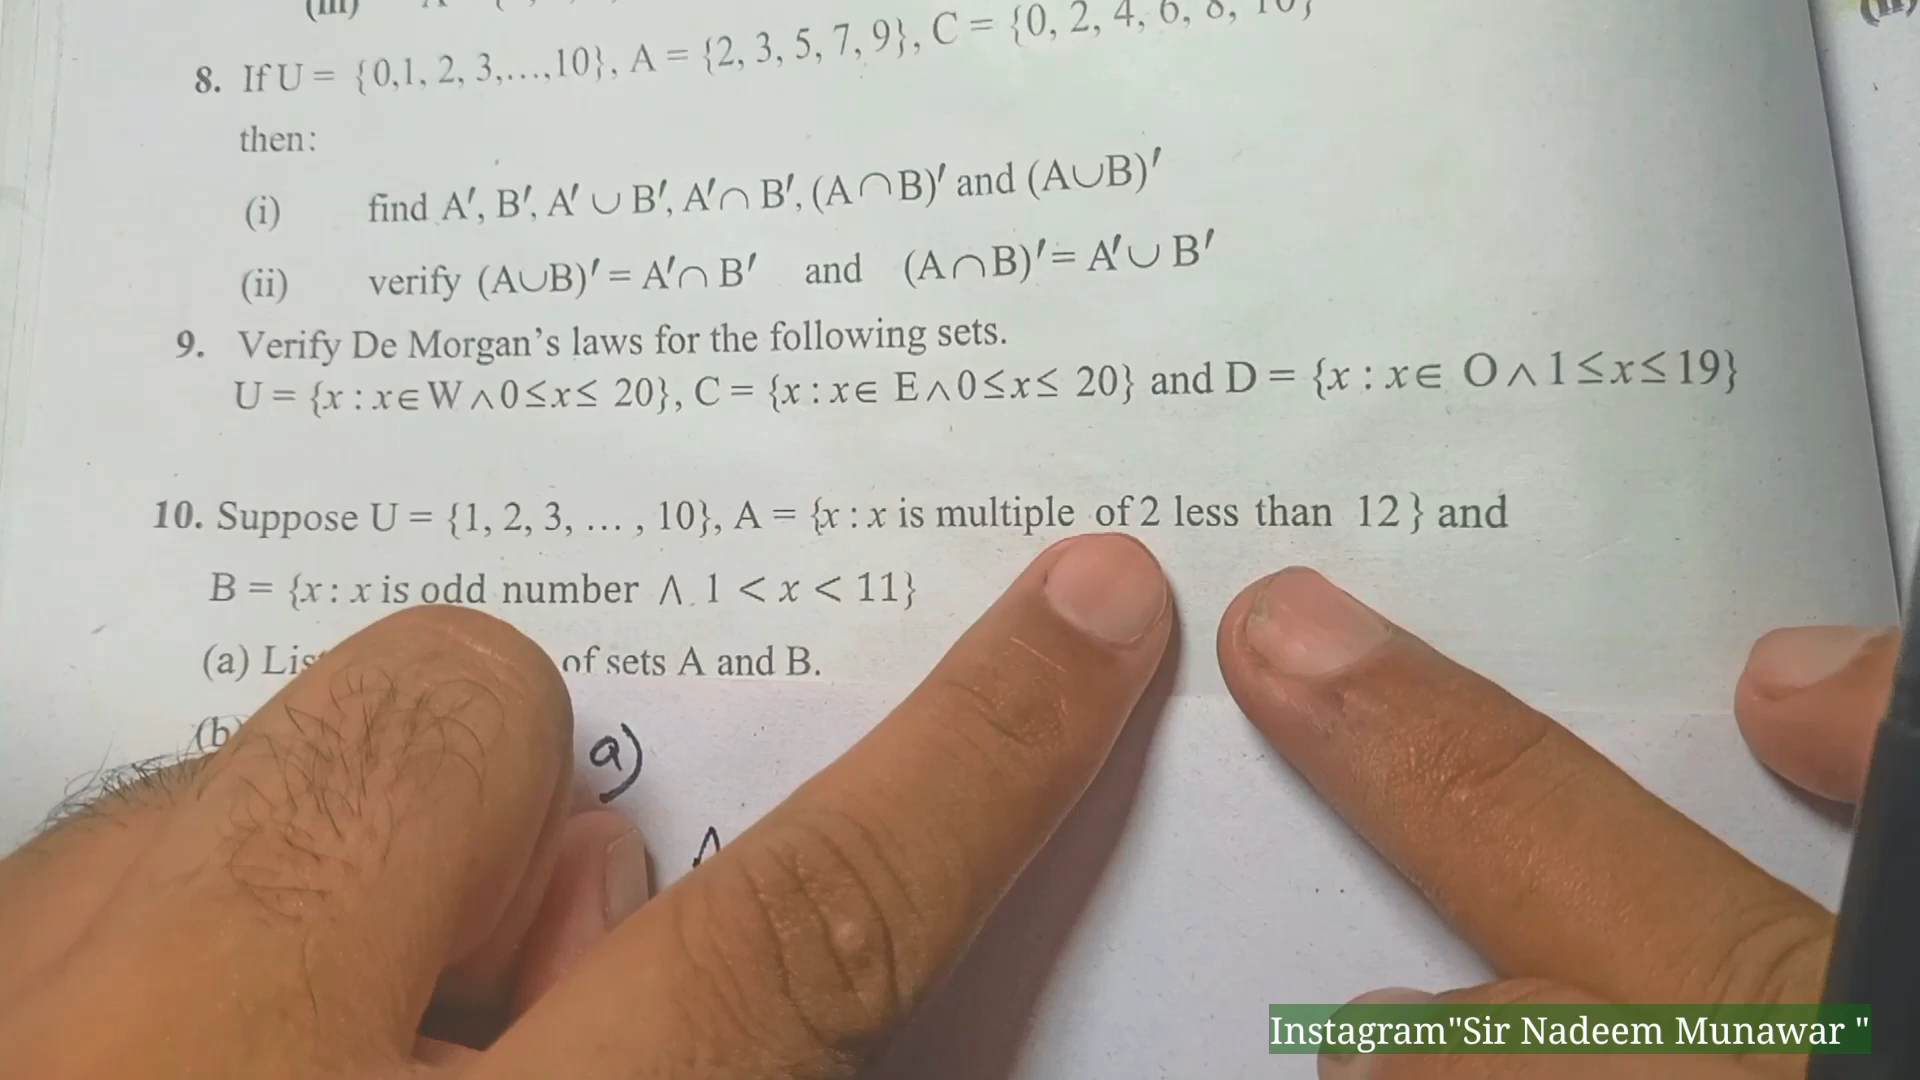 (iii)
8. If U = {0,1, 2, 3,...,10}, A = {2, 3, 5, 7, 9}, C = {0, 2, 4, 6, 8, 10}
then:
(i) find A′, B′, A′ ∪ B′, A′∩ B′, (A∩B)′ and (A∪B)′
(ii) verify (A∪B)′ = A′∩ B′ and (A∩B)′= A′∪ B′
9. Verify De Morgan's laws for the following sets.
U = {x : x∈ W ∧0≤x≤ 20}, C = {x : x∈ E∧0≤x≤ 20} and D = {x : x∈ O∧1≤x≤19}
10. Suppose U = {1, 2, 3, ... , 10}, A = {x : x is multiple of 2 less than 12 } and
B = {x : x is odd number ∧ 1 < x < 11}
(a) of sets A and B.
(b)
a)
Instagram"Sir Nadeem Munawar "